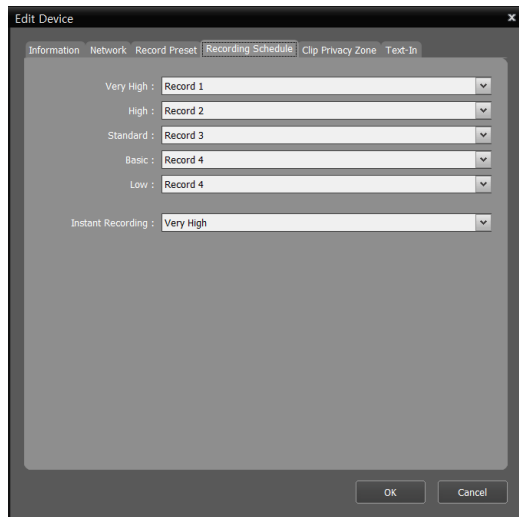 Edit Device x
Information Network Record Preset Recording Schedule Clip Privacy Zone Text-In
Very High : Record 1
High : Record 2
Standard : Record 3
Basic : Record 4
Low : Record 4
Instant Recording : Very High
OK Cancel